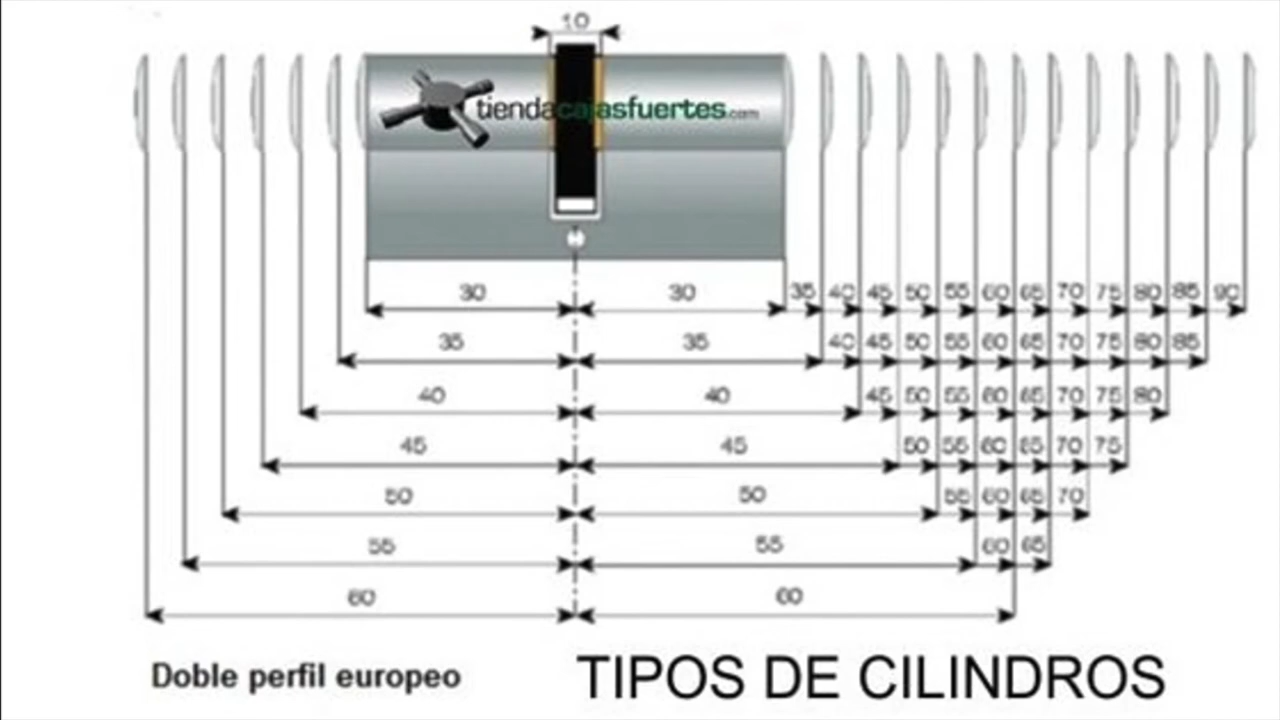 10
tiendacajasfuertes.com
30 30 35 40 45 50 55 60 65 70 75 80 85 90
35 35 40 45 50 55 60 65 70 75 80 85
40 40 45 50 55 60 65 70 75 80
45 45 50 55 60 65 70 75
50 50 55 60 65 70
55 55 60 65
60 60
Doble perfil europeo
TIPOS DE CILINDROS